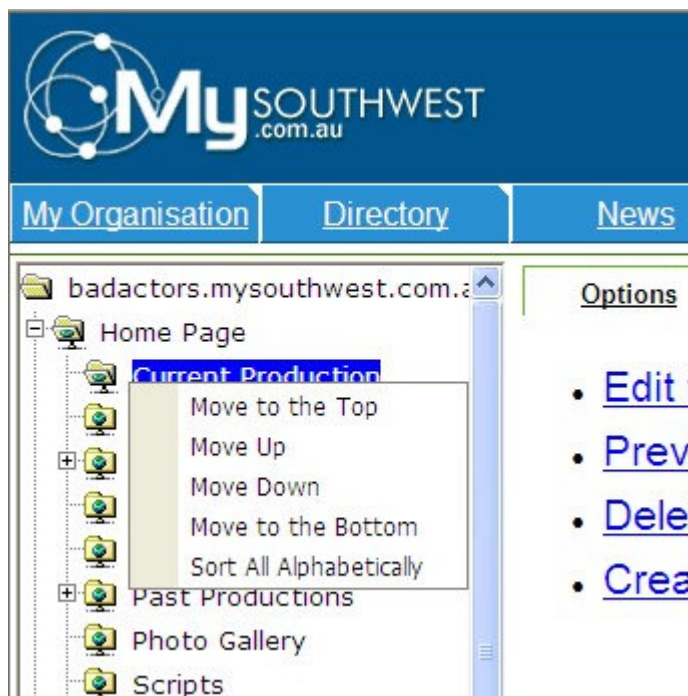 My SOUTHWEST
.com.au
My Organisation Directory News
badactors.mysouthwest.com.a
Options
Home Page
Current Production
Move to the Top
Move Up
Move Down
Move to the Bottom
Sort All Alphabetically
Past Productions
Photo Gallery
Scripts
Edit
Prev
Dele
Crea